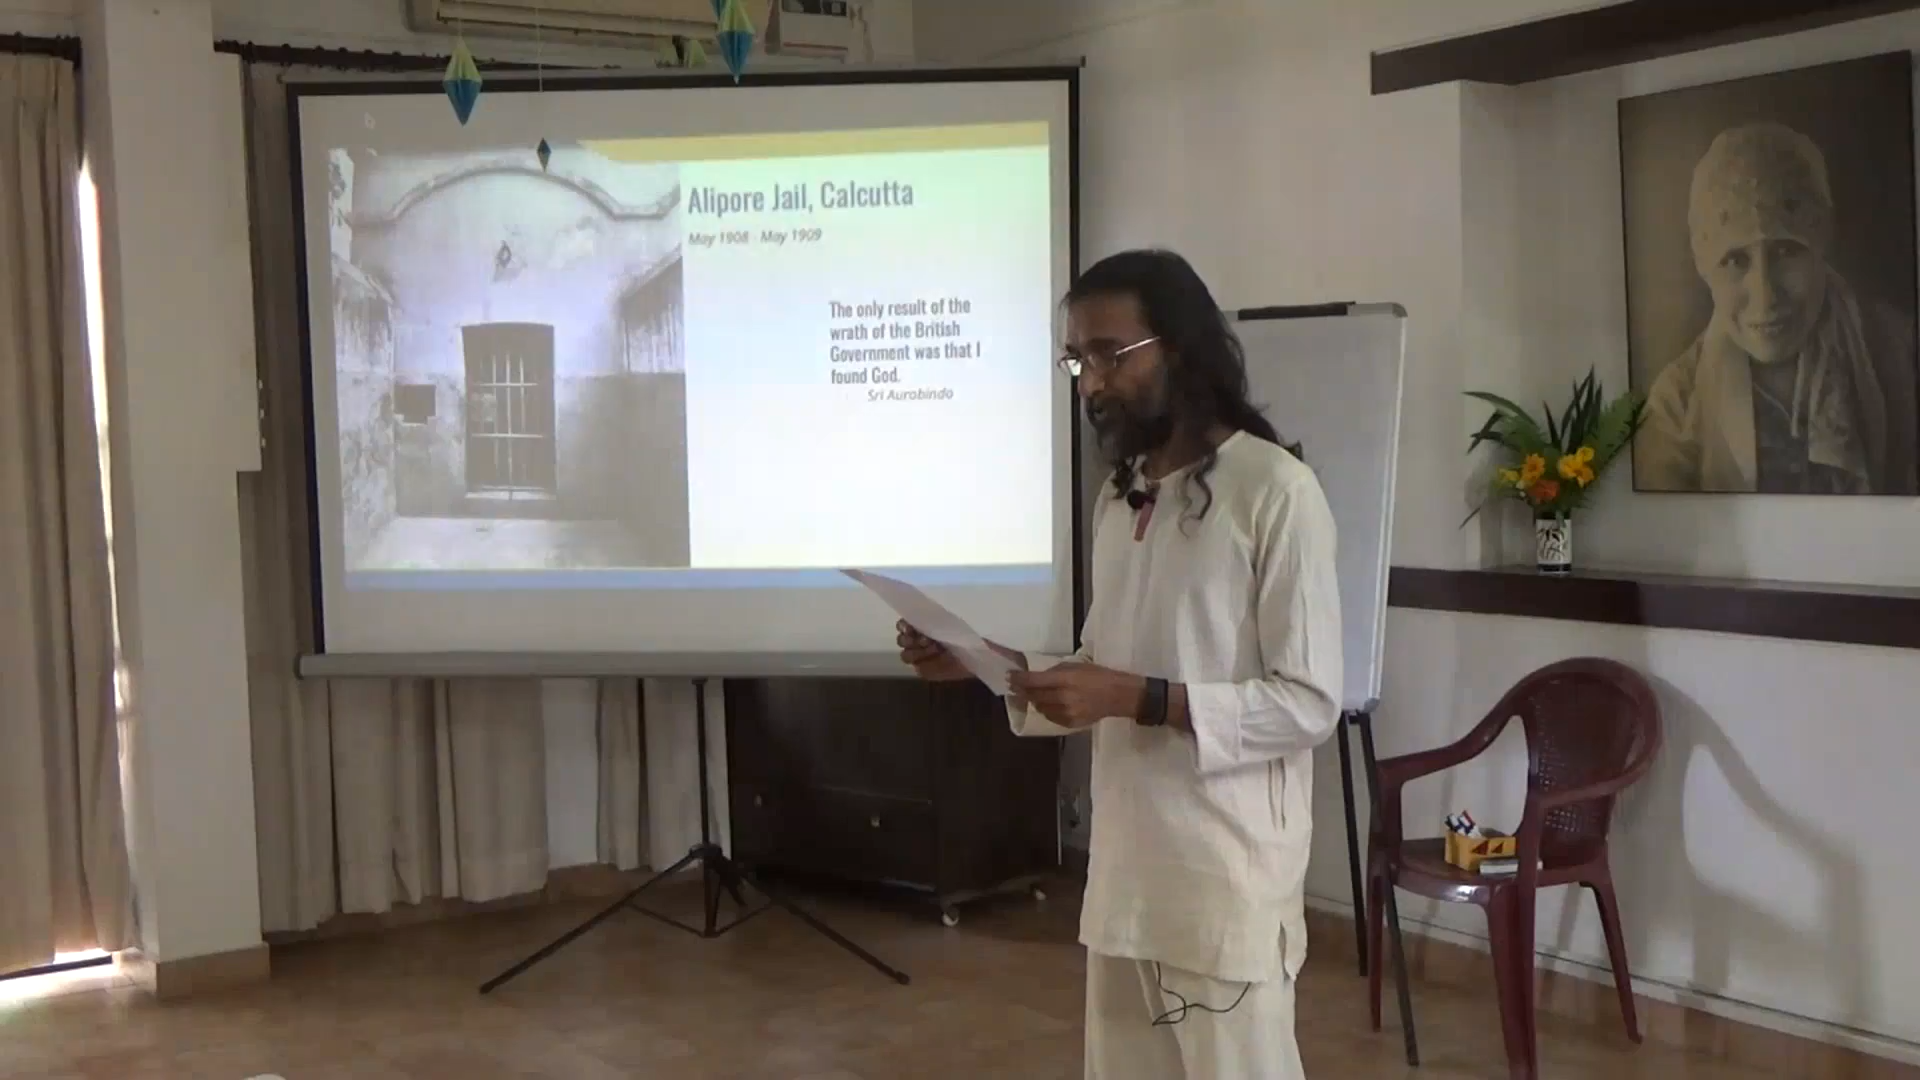 Alipore Jail, Calcutta
May 1908 - May 1909
The only result of the
wrath of the British
Government was that I
found God.
Sri Aurobindo